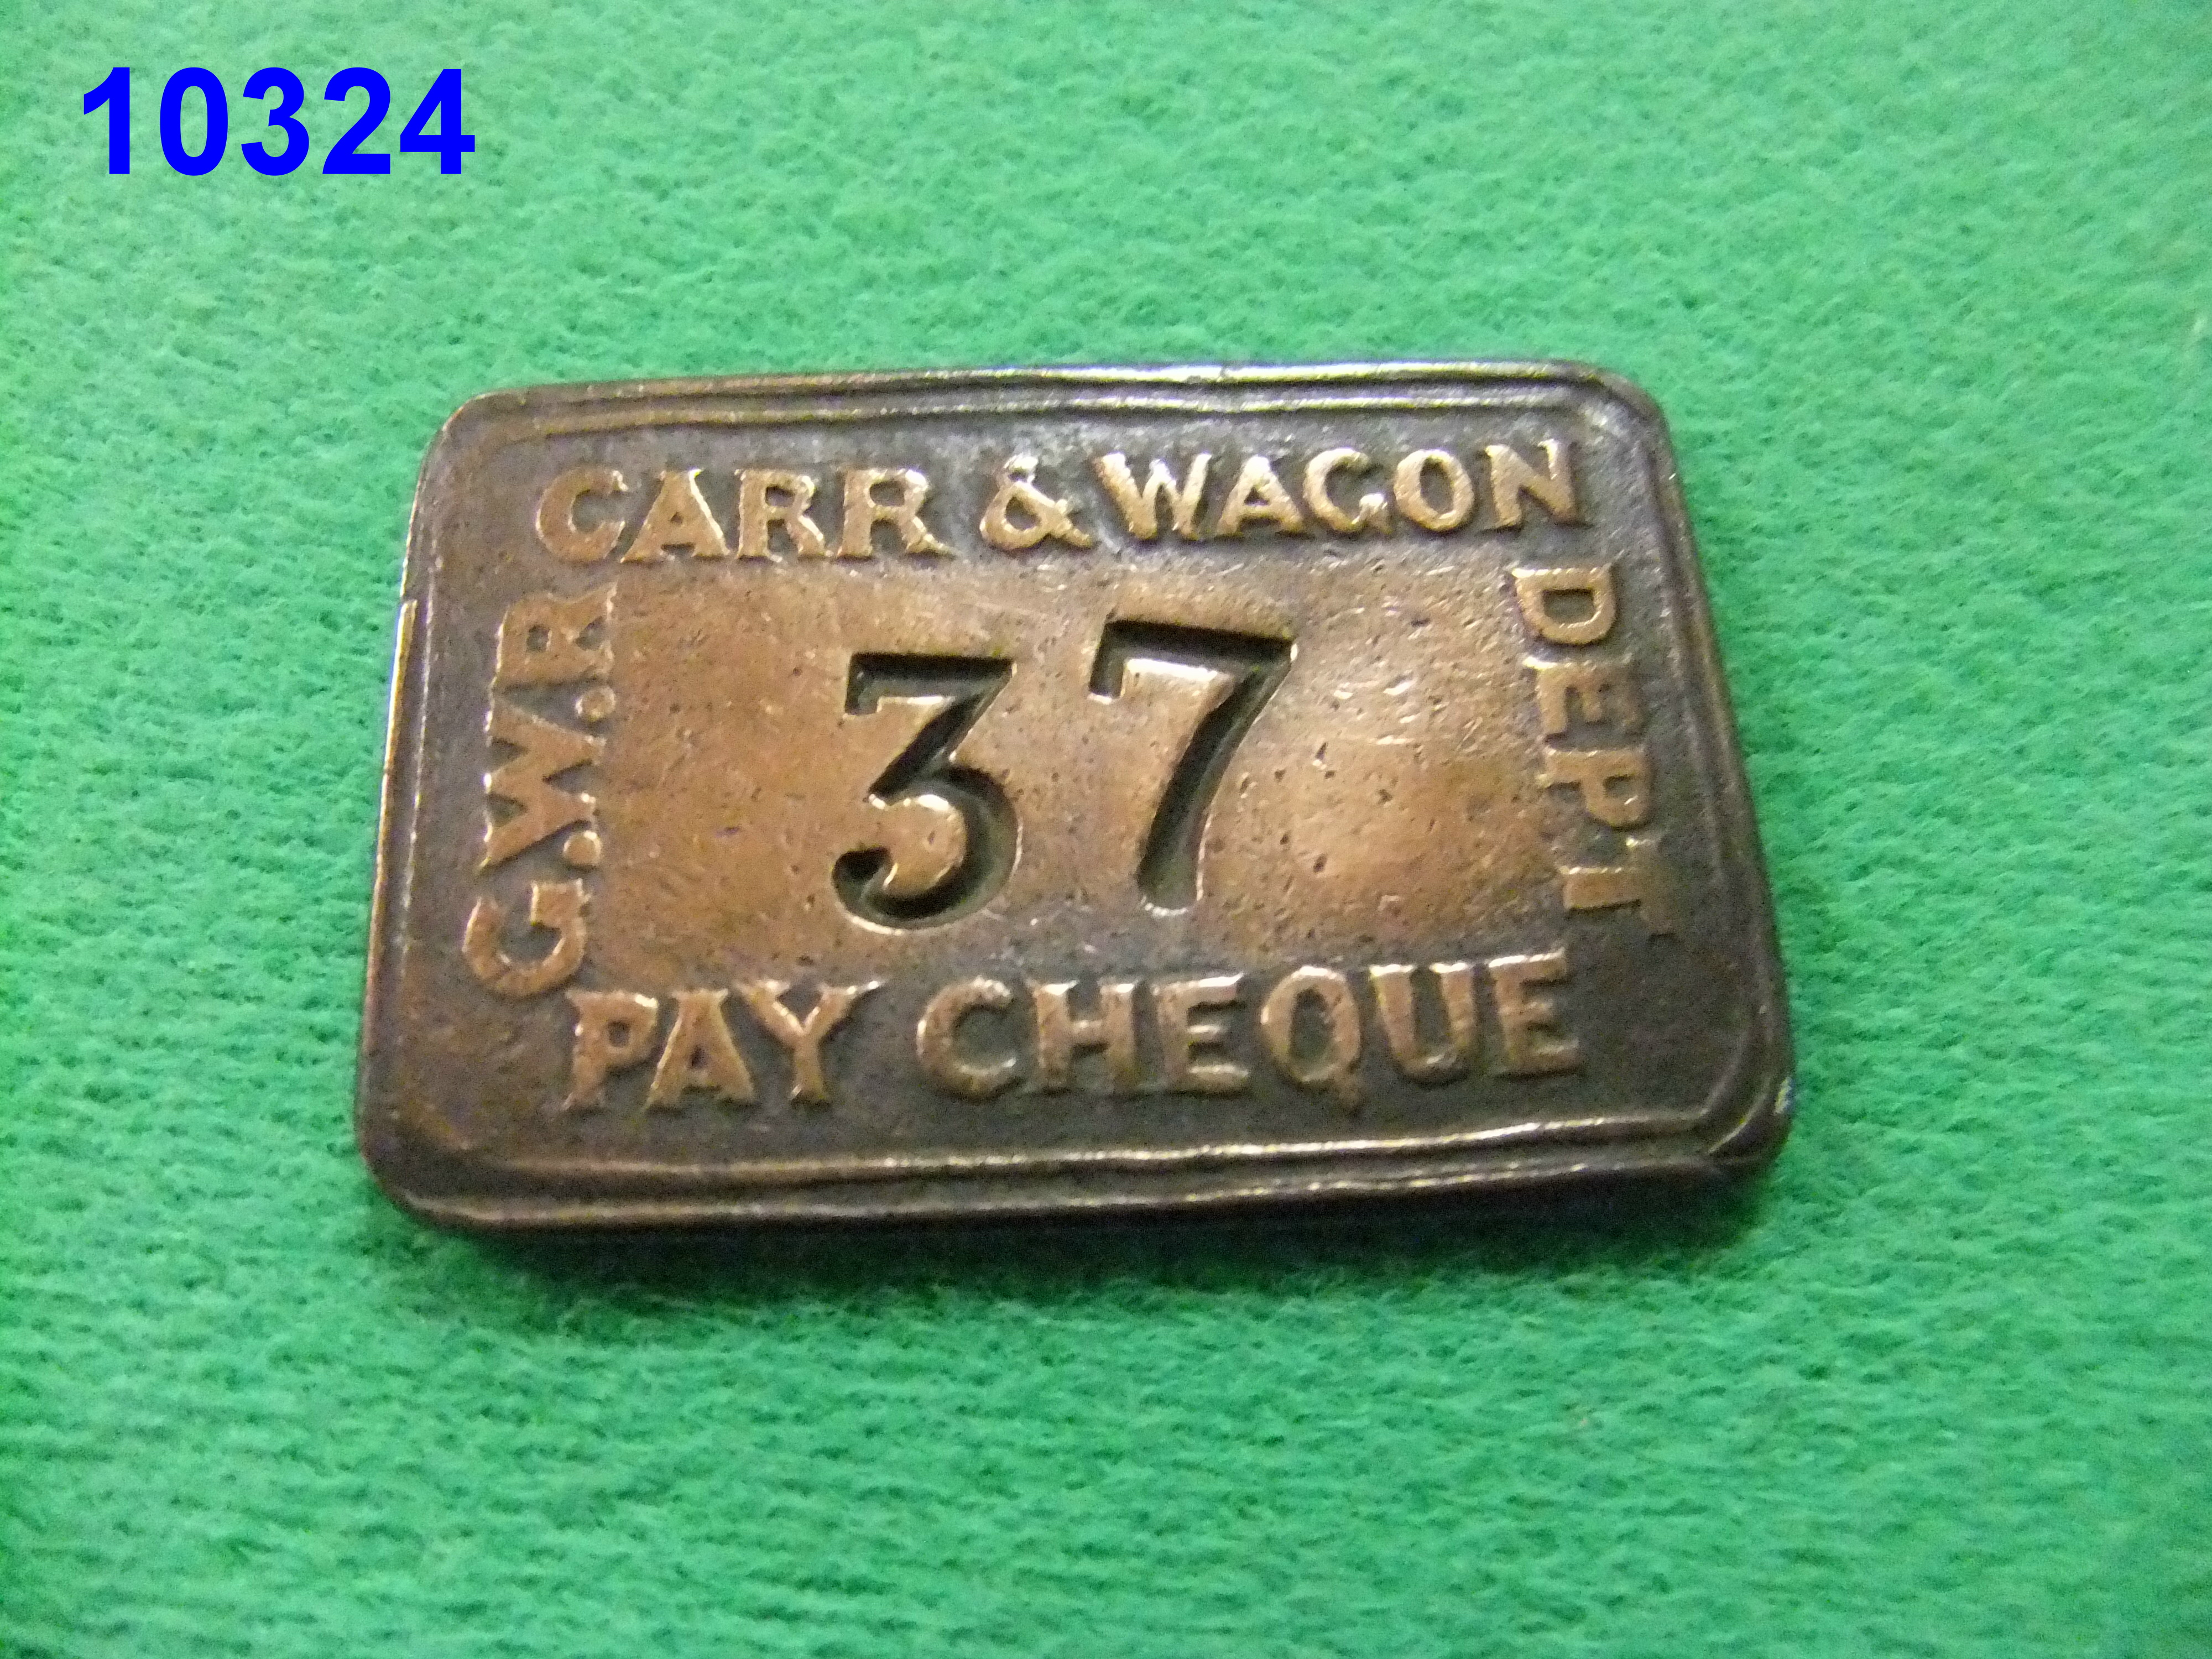 10324
G.W.R
CARR & WAGON
DEPT
37
PAY CHEQUE